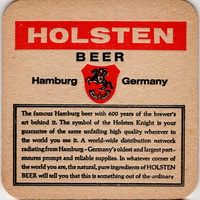 HOLSTEN
BEER
Hamburg Germany
The famous Hamburg beer with 600 years of the brewer's
art behind it. The symbol of the Holsten Knight is your
guarantee of the same unfailing high quality wherever in
the world you see it. A world-wide distribution network
radiating from Hamburg - Germany's oldest and largest port-
ensures prompt and reliable supplies. In whatever corner of
the world you are, the natural, pure ingredients of HOLSTEN
BEER will tell you that this is something out of the ordinary